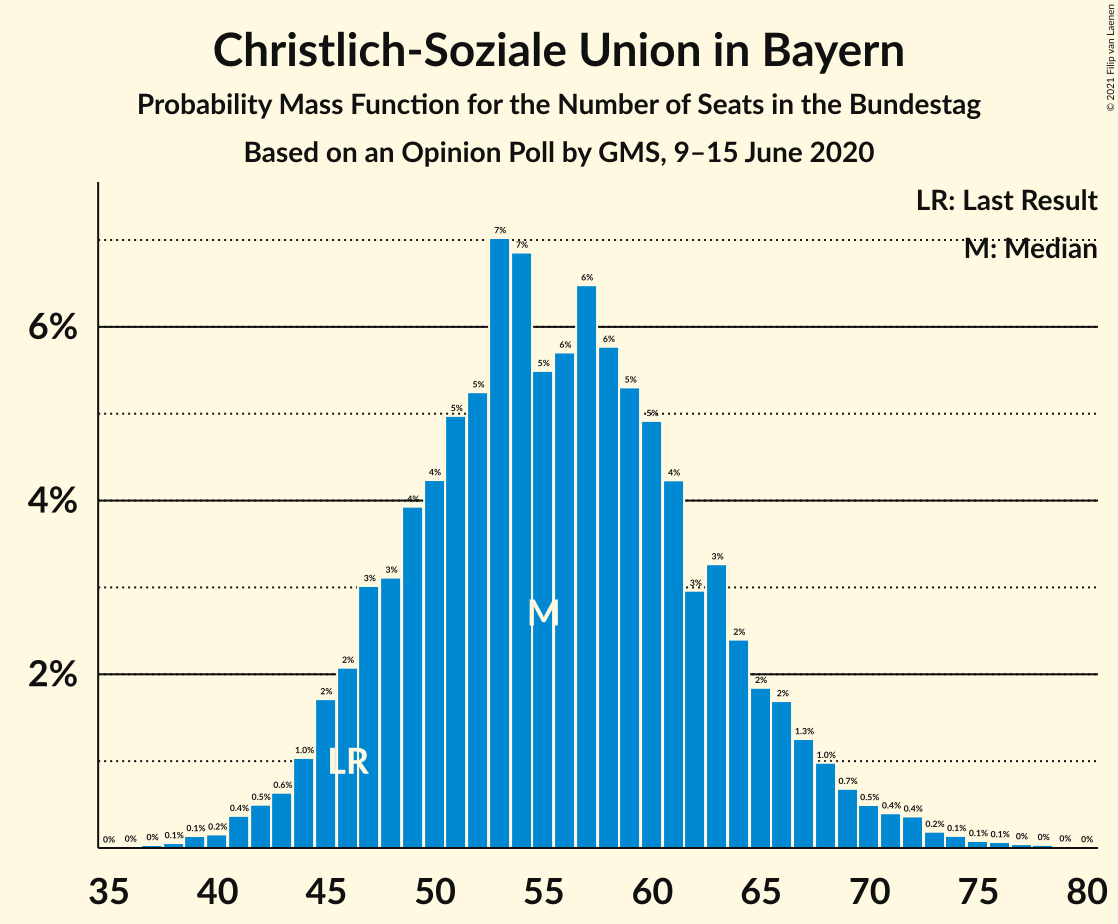 © 2021 Filip van Laenen
Christlich-Soziale Union in Bayern
Probability Mass Function for the Number of Seats in the Bundestag
Based on an Opinion Poll by GMS, 9–15 June 2020
LR: Last Result
M: Median
6%
4%
2%
0% 0% 0% 0.1% 0.1% 0.2% 0.4% 0.5% 0.6% 1.0% 2% 2% 3% 3% 4% 4% 5% 5% 7% 7% 5% 6% 6% 6% 5% 5% 4% 3% 3% 2% 2% 2% 1.3% 1.0% 0.7% 0.5% 0.4% 0.4% 0.2% 0.1% 0.1% 0.1% 0% 0% 0% 0%
M
LR
35 40 45 50 55 60 65 70 75 80